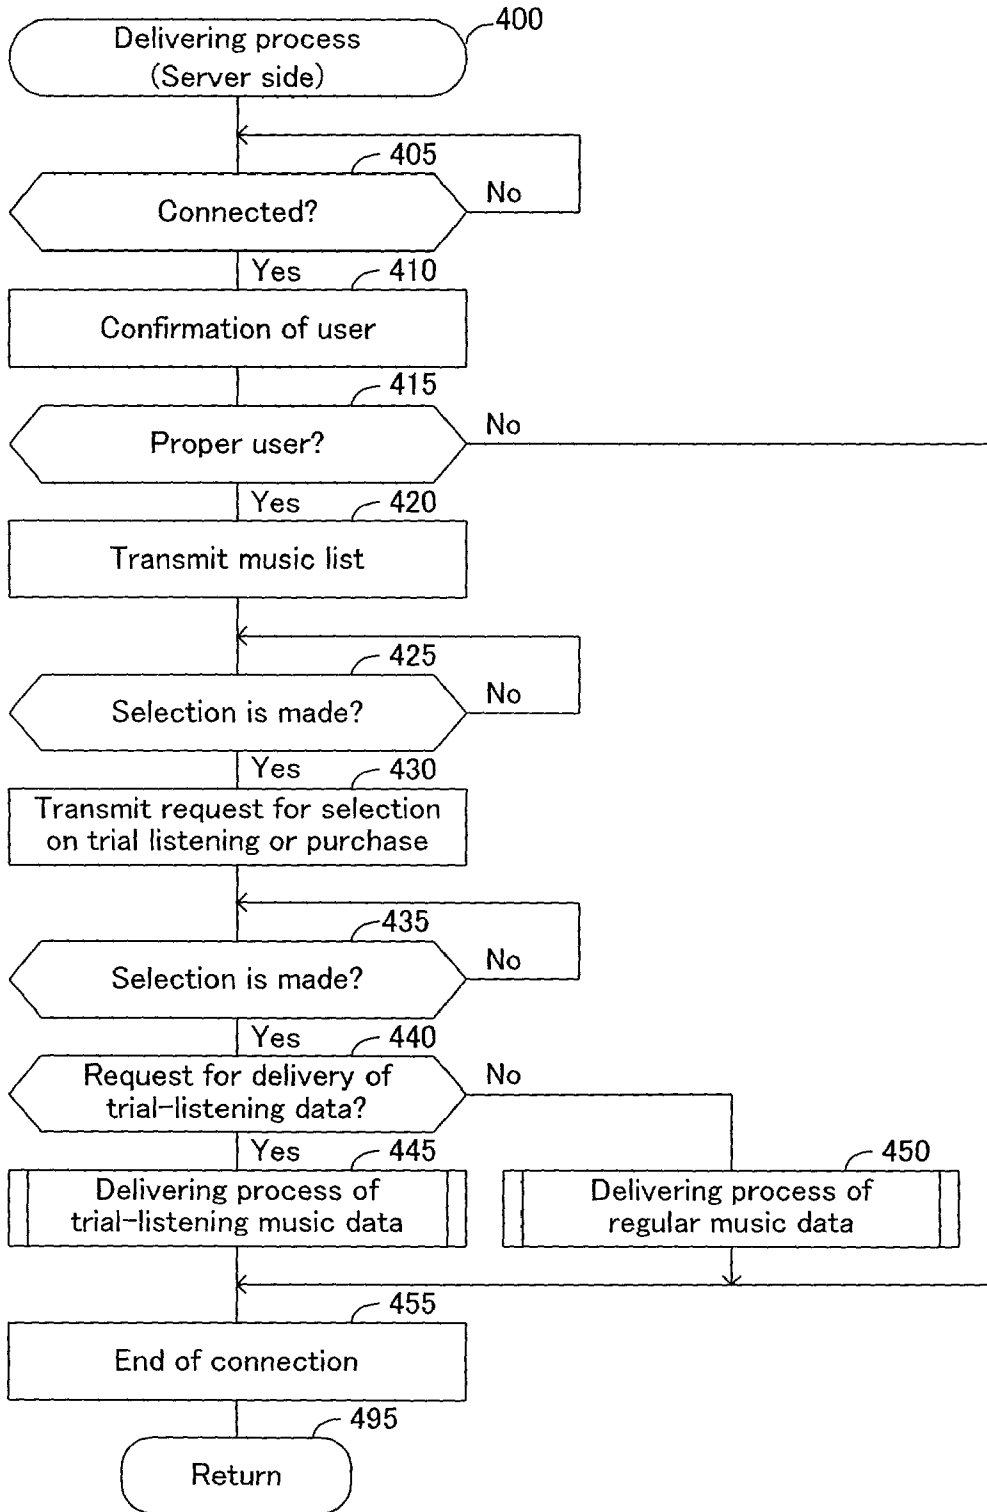 400
Delivering process
(Server side)
405
Connected?
No
Yes
410
Confirmation of user
415
Proper user?
No
Yes
420
Transmit music list
425
Selection is made?
No
Yes
430
Transmit request for selection
on trial listening or purchase
435
Selection is made?
No
Yes
440
Request for delivery of
trial-listening data?
No
Yes
445
Delivering process of
trial-listening music data
450
Delivering process of
regular music data
455
End of connection
495
Return